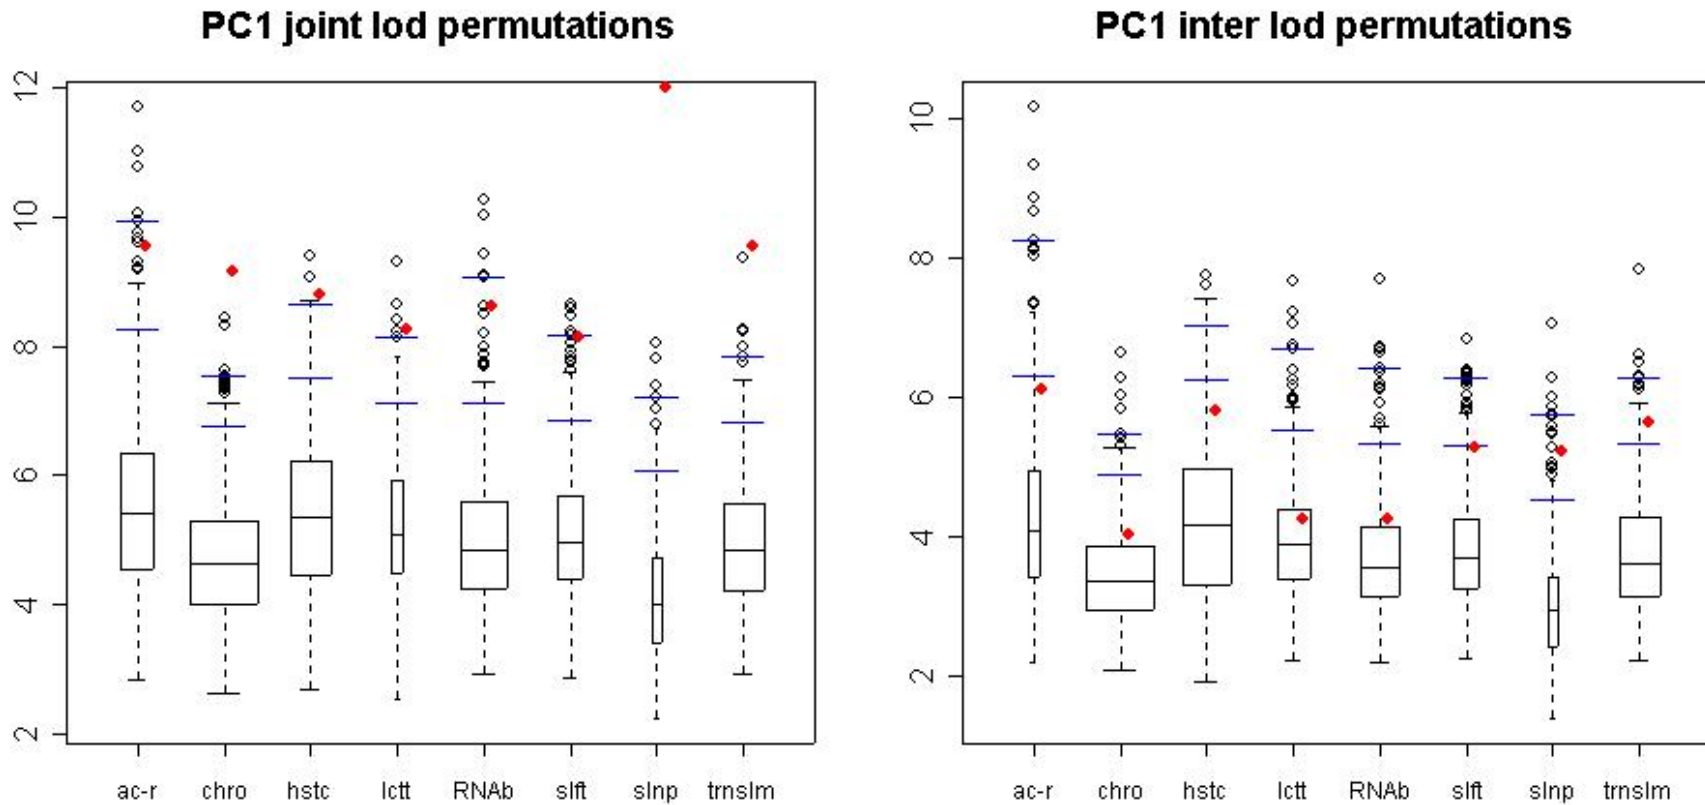 PC1 joint lod permutations
12
10
8
6
4
2
ac-r chro hstc lctt RNAb slft slnp trnslm
PC1 inter lod permutations
10
8
6
4
2
ac-r chro hstc lctt RNAb slft slnp trnslm